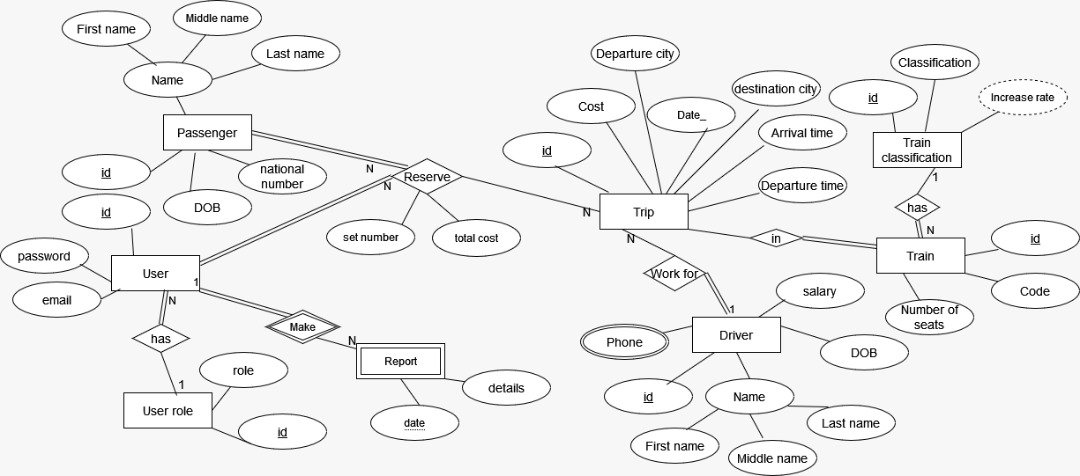 First name
Middle name
Last name
Name
Passenger
id
DOB
national
number
id
password
email
User
N
1
has
1
User role
role
id
Make
N
Report
date
details
N
N
Reserve
set number
total cost
N
Trip
id
Cost
Departure city
Date_
destination city
Arrival time
Departure time
in
N
Work for
1
Driver
salary
Phone
DOB
id
Name
First name
Middle name
Last name
Classification
id
Increase rate
Train
classification
1
has
N
Train
id
Code
Number of
seats